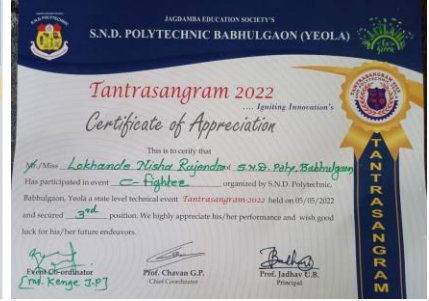 JAGDAMBA EDUCATION SOCIETY'S
S.N.D. POLYTECHNIC BABHULGAON (YEOLA)
Go Green
Tantrasangram 2022
.... Igniting Innovation's
Certificate of Appreciation
This is to certify that
Mr./Miss Lokhande Nisha Rajendra S.N.D. Poly, Babhulgaon
Has participated in event C-fightee organized by S.N.D. Polytechnic,
Babhulgaon, Yeola a state level technical event Tantrasangram-2022 held on 05/05/2022
and secured 3rd position. We highly appreciate his/her performance and wish good
luck for his/her future endeavors.
TANTRASANGRAM
Event Co-ordinator
[Md. Kenge J.P]
Prof. Chavan G.P.
Chief Coordinator
Prof. Jadhav U.B.
Principal